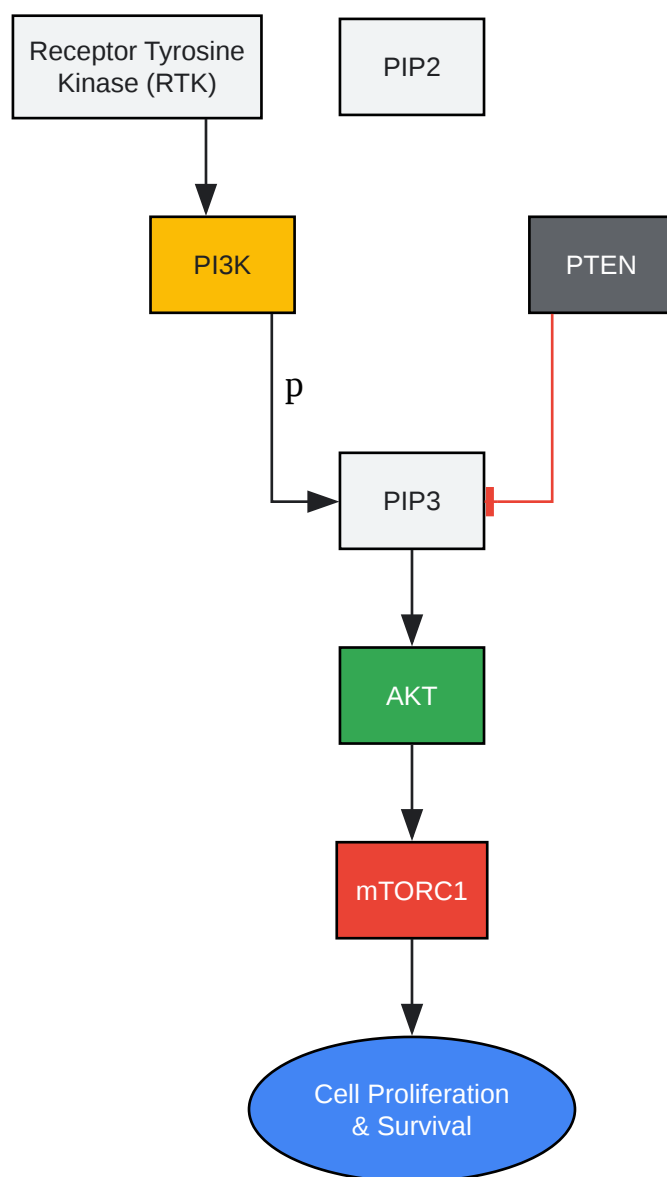 Receptor Tyrosine
Kinase (RTK)
PIP2
PI3K
PTEN
p
PIP3
AKT
mTORC1
Cell Proliferation
& Survival